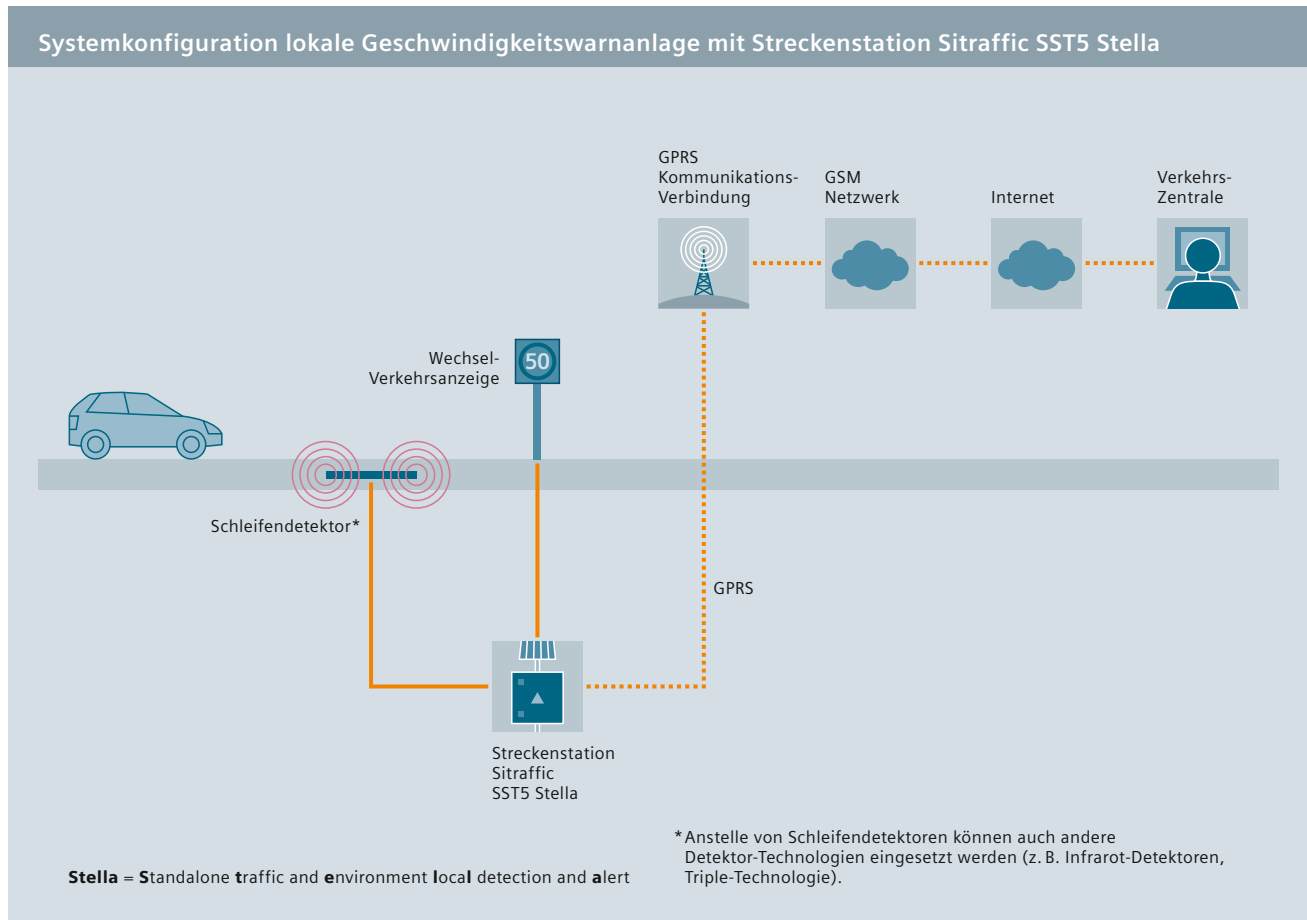 Systemkonfiguration lokale Geschwindigkeitswarnanlage mit Streckenstation Sitraffic SST5 Stella
GPRS
Kommunikations-
Verbindung
GSM
Netzwerk
Internet
Verkehrs-
Zentrale
Wechsel-
Verkehrsanzeige
50
Schleifendetektor*
GPRS
Streckenstation
Sitraffic
SST5 Stella
Stella = Standalone traffic and environment local detection and alert
*Anstelle von Schleifendetektoren können auch andere
Detektor-Technologien eingesetzt werden (z. B. Infrarot-Detektoren,
Triple-Technologie).